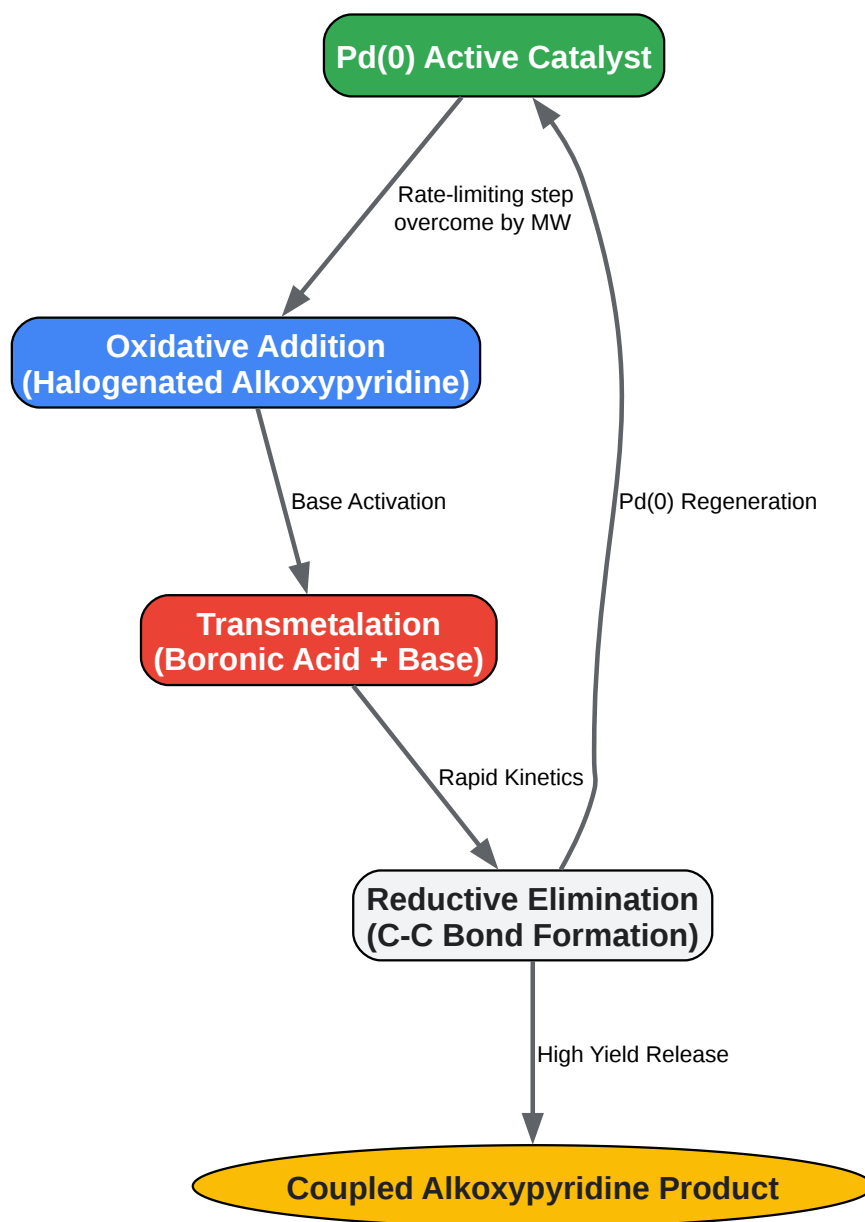 Pd(0) Active Catalyst
Rate-limiting step
overcome by MW
Oxidative Addition
(Halogenated Alkoxypyridine)
Base Activation
Pd(0) Regeneration
Transmetalation
(Boronic Acid + Base)
Rapid Kinetics
Reductive Elimination
(C-C Bond Formation)
High Yield Release
Coupled Alkoxypyridine Product